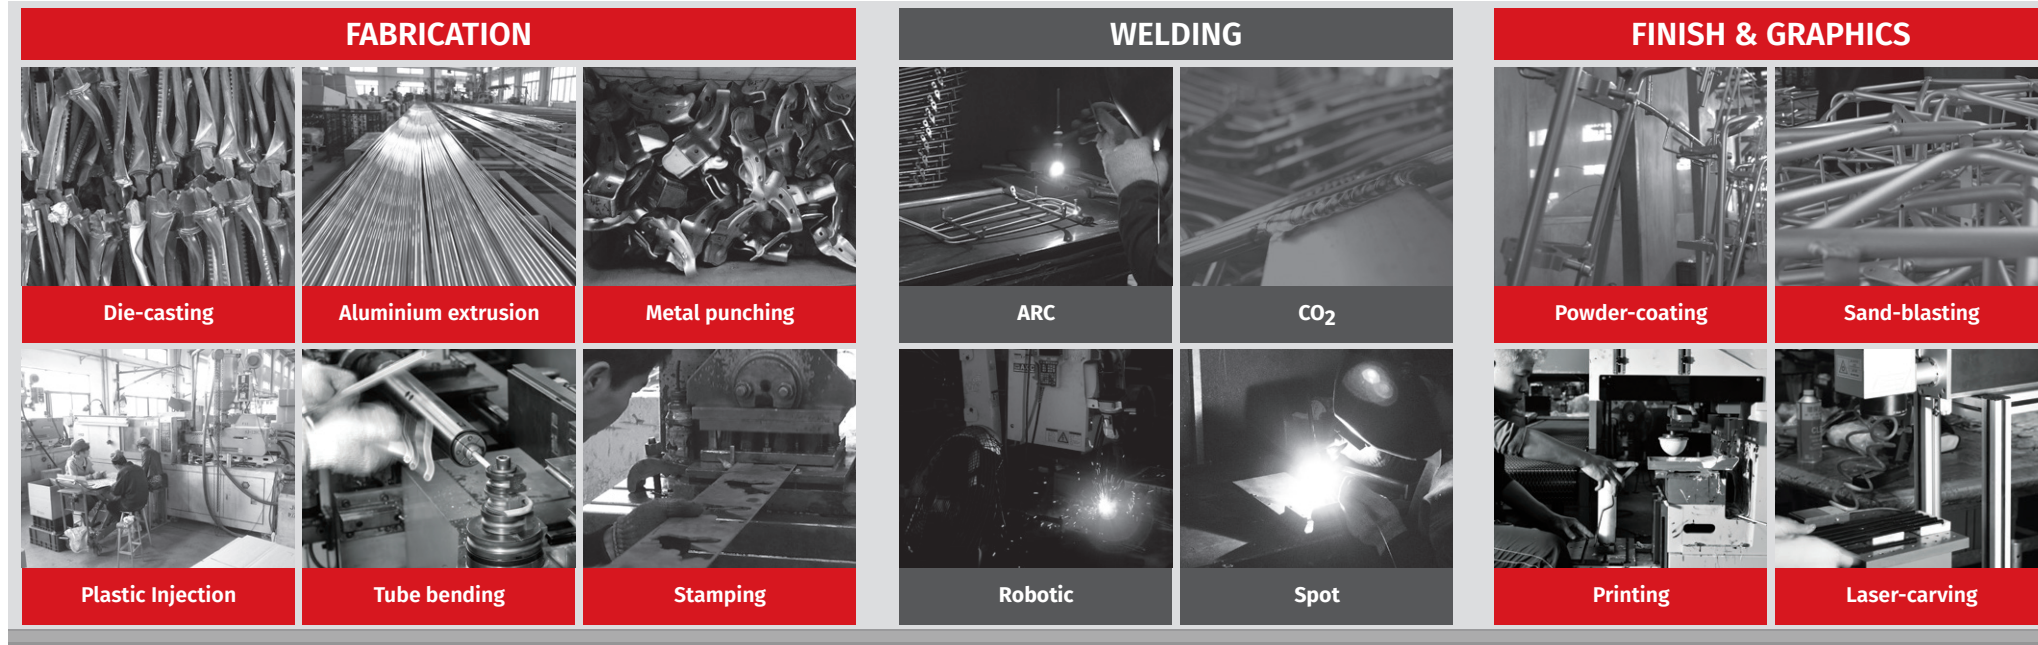 FABRICATION
WELDING
FINISH & GRAPHICS
Die-casting
Aluminium extrusion
Metal punching
ARC
CO₂
Powder-coating
Sand-blasting
Plastic Injection
Tube bending
Stamping
Robotic
Spot
Printing
Laser-carving